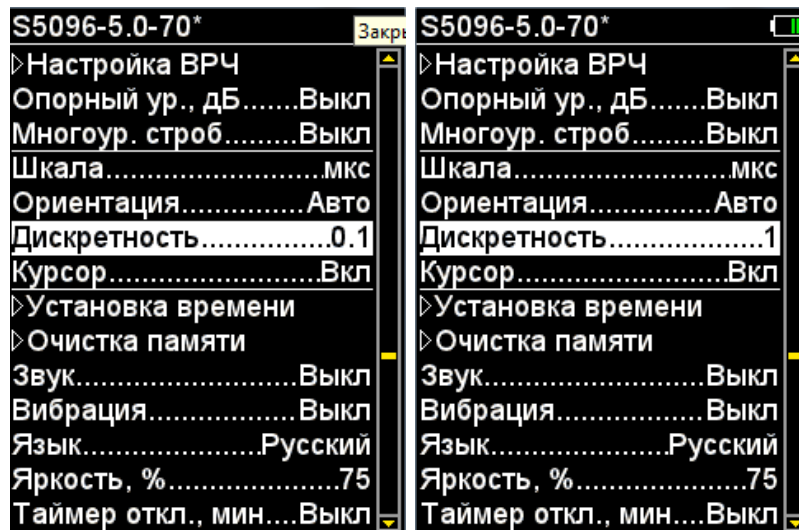 S5096-5.0-70*
Закры
▷Настройка ВРЧ
Опорный ур., дБ.......Выкл
Многоур. строб.........Выкл
Шкала..........................мкс
Ориентация...............Авто
Дискретность...............0.1
Курсор..........................Вкл
▷Установка времени
▷Очистка памяти
Звук...........................Выкл
Вибрация..................Выкл
Язык.....................Русский
Яркость, %....................75
Таймер откл., мин....Выкл
S5096-5.0-70*
▷Настройка ВРЧ
Опорный ур., дБ.......Выкл
Многоур. строб.........Выкл
Шкала..........................мкс
Ориентация...............Авто
Дискретность..................1
Курсор..........................Вкл
▷Установка времени
▷Очистка памяти
Звук...........................Выкл
Вибрация..................Выкл
Язык.....................Русский
Яркость, %....................75
Таймер откл., мин....Выкл